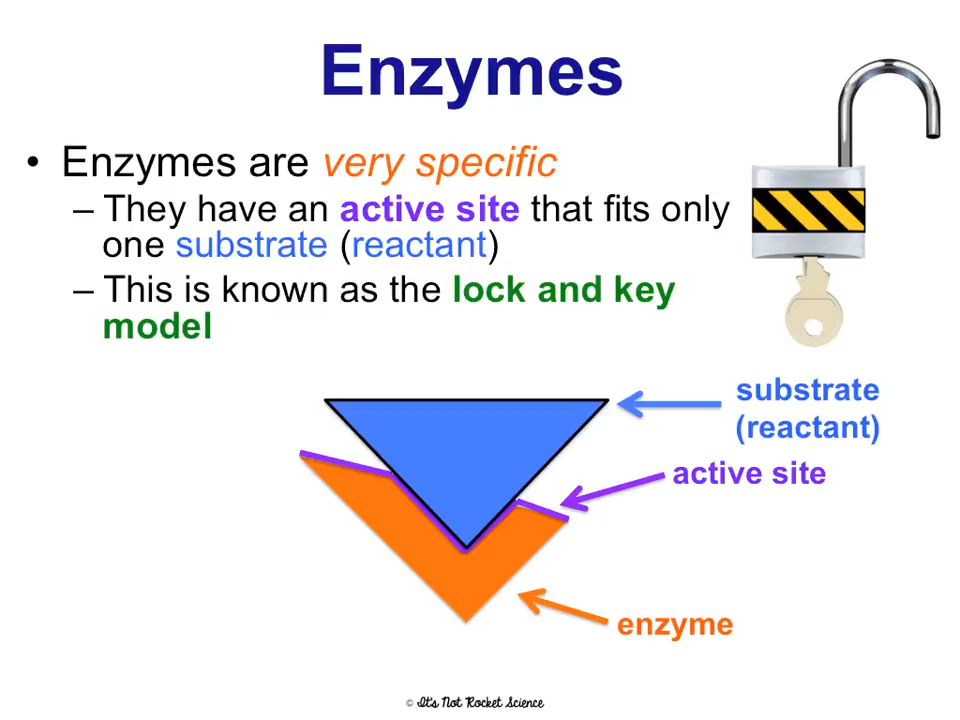 Enzymes
• Enzymes are very specific
– They have an active site that fits only
one substrate (reactant)
– This is known as the lock and key
model
substrate
(reactant)
active site
enzyme
© It's Not Rocket Science